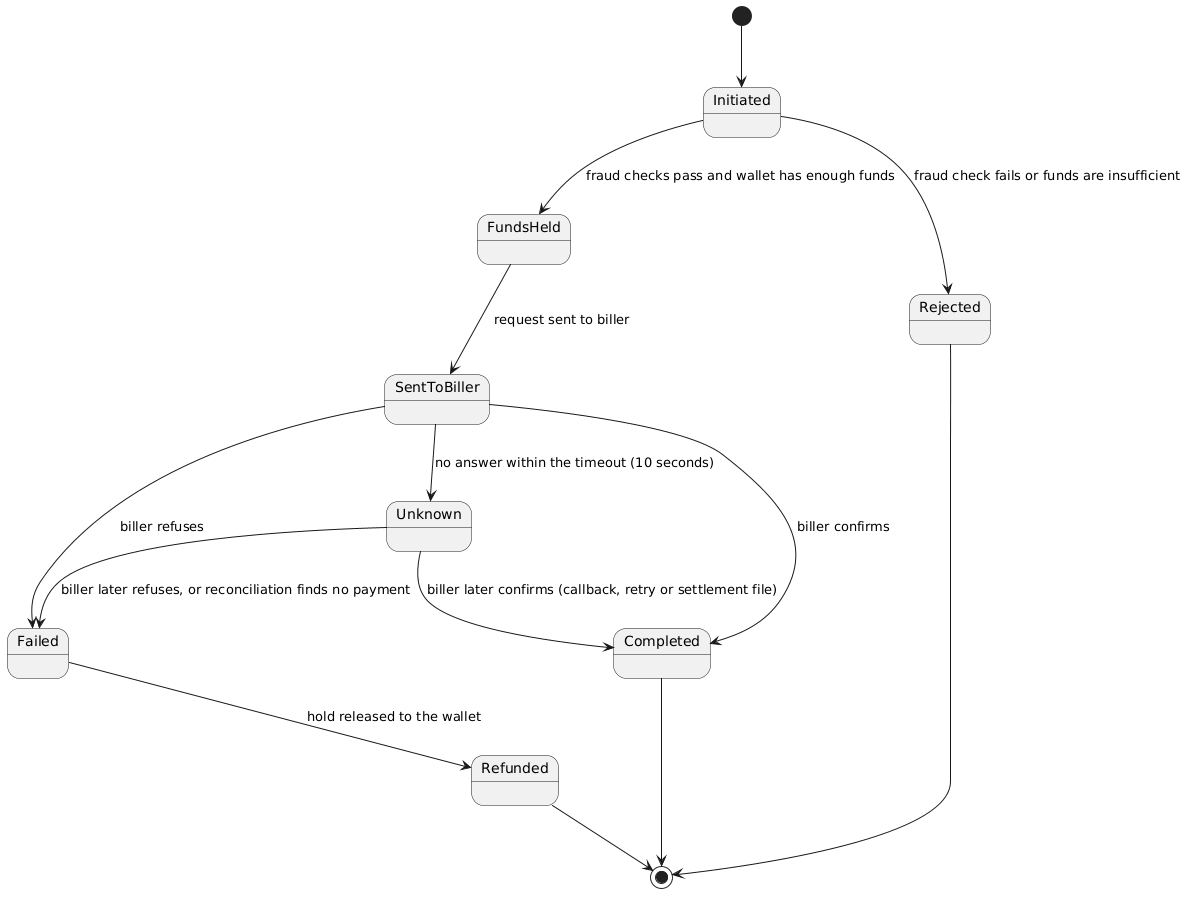 Initiated
fraud checks pass and wallet has enough funds
fraud check fails or funds are insufficient
FundsHeld
Rejected
request sent to biller
SentToBiller
no answer within the timeout (10 seconds)
Unknown
biller refuses
biller confirms
biller later refuses, or reconciliation finds no payment
biller later confirms (callback, retry or settlement file)
Failed
Completed
hold released to the wallet
Refunded